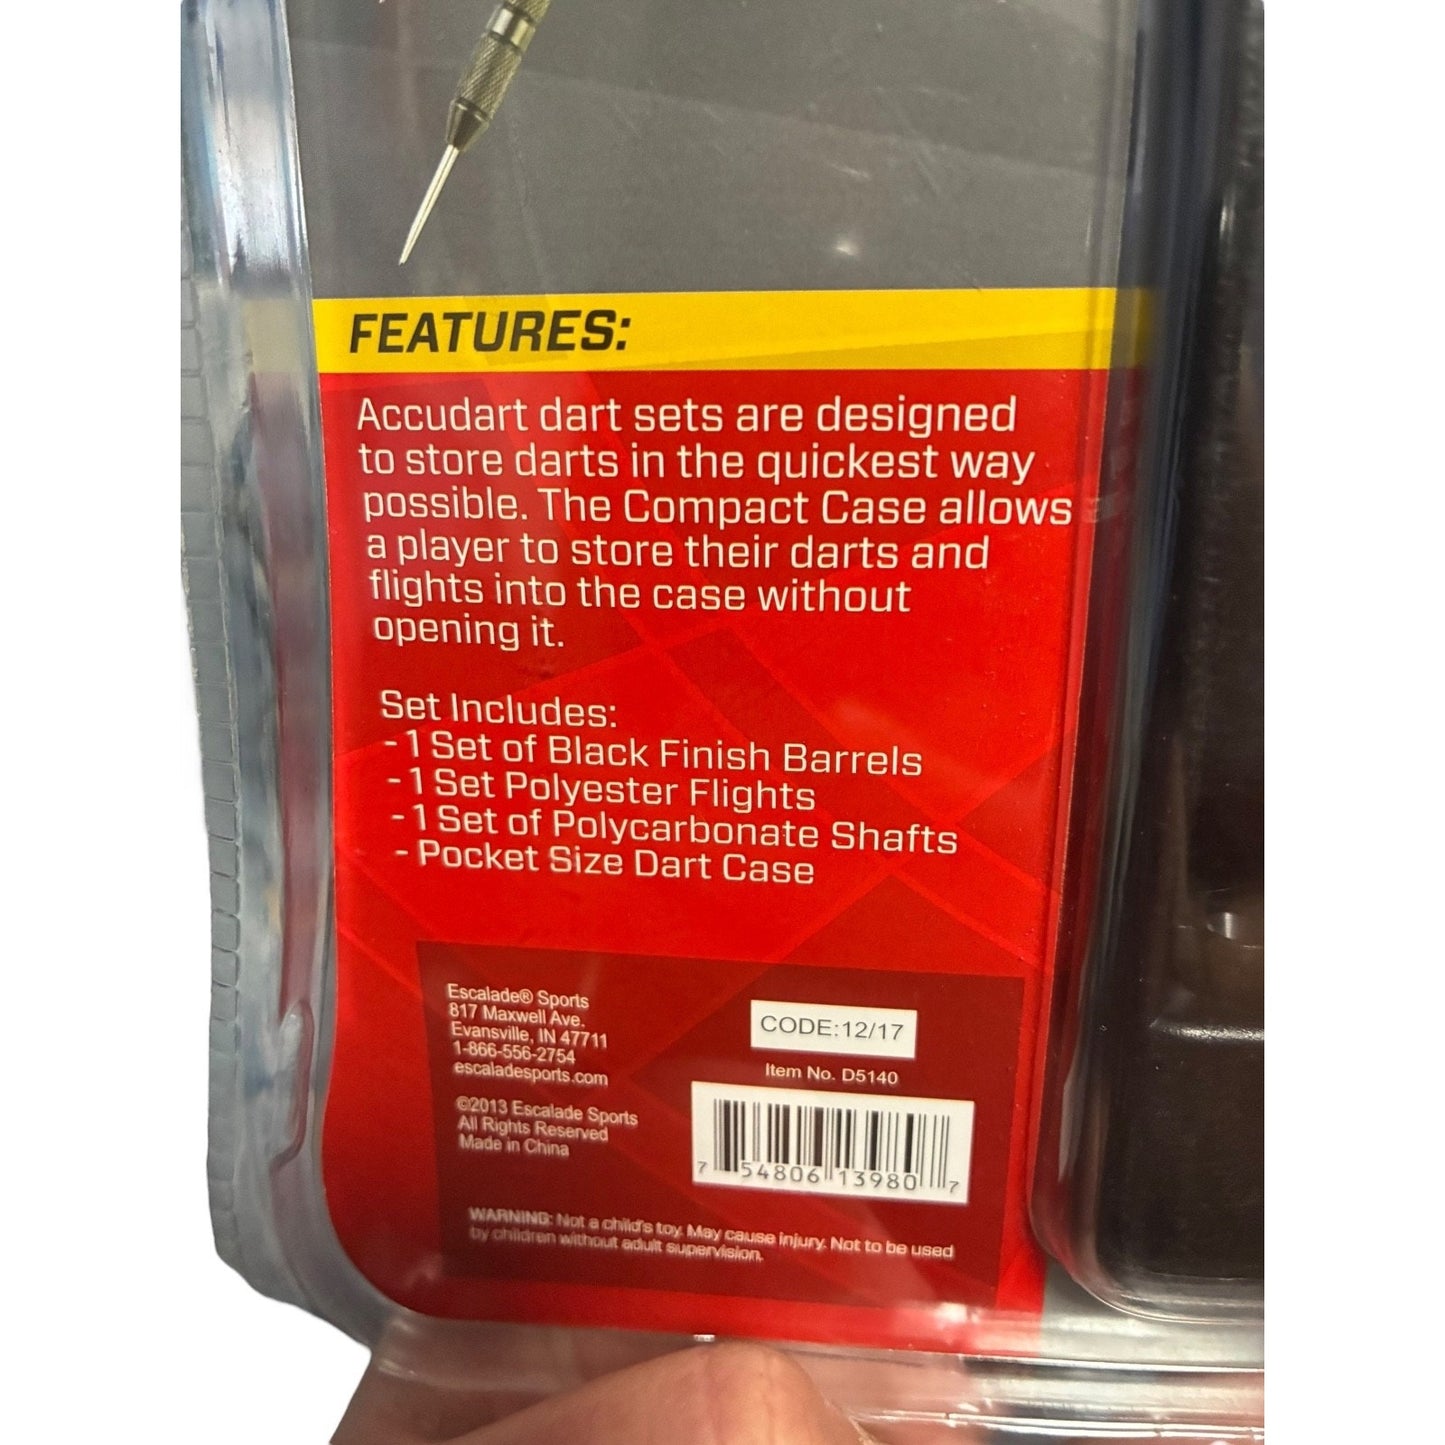 FEATURES:
Accudart dart sets are designed
to store darts in the quickest way
possible. The Compact Case allows
a player to store their darts and
flights into the case without
opening it.
Set Includes:
- 1 Set of Black Finish Barrels
- 1 Set Polyester Flights
- 1 Set of Polycarbonate Shafts
- Pocket Size Dart Case
Escalade® Sports
817 Maxwell Ave.
Evansville, IN 47711
1-866-556-2754
escaladesports.com
©2013 Escalade Sports
All Rights Reserved
Made in China
CODE:12/17
Item No. D5140
7 54806 13980 7
WARNING: Not a child's toy. May cause injury. Not to be used
by children without adult supervision.